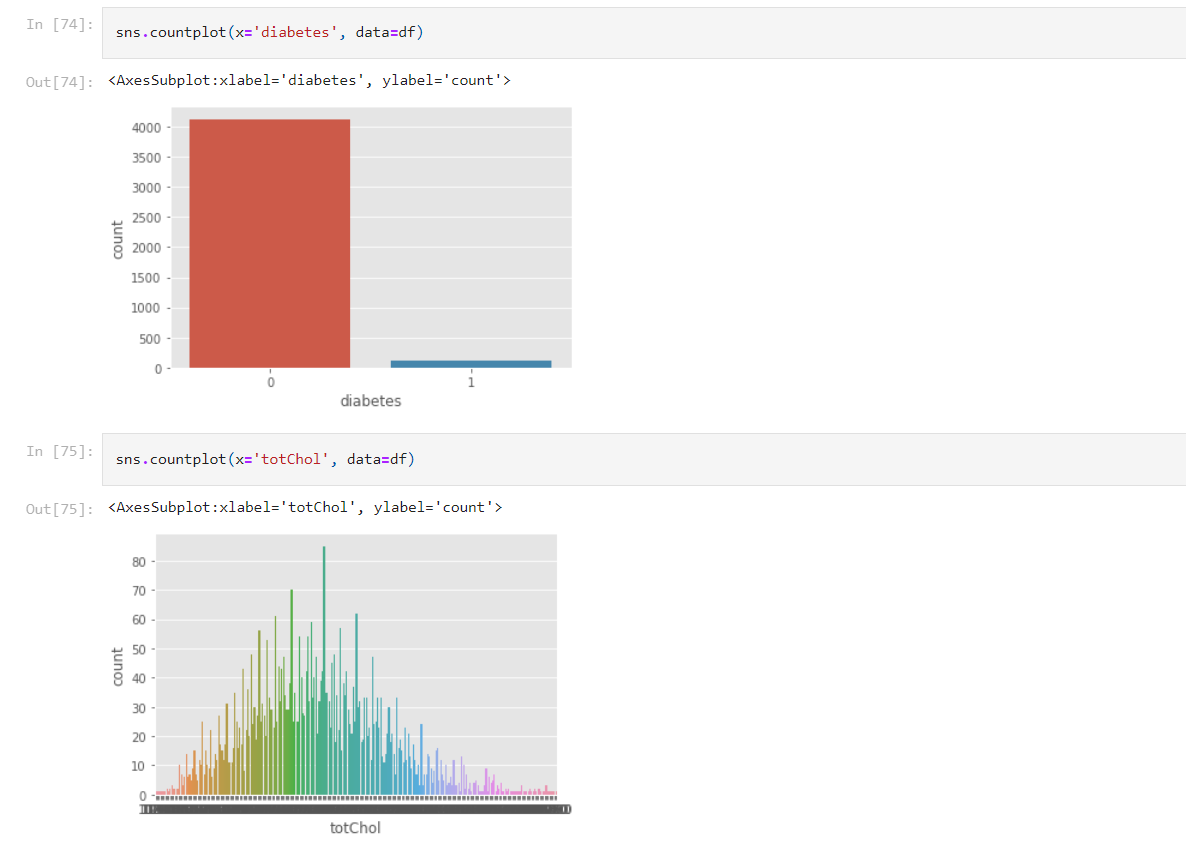 In [74]:
sns.countplot(x='diabetes', data=df)
Out[74]:
<AxesSubplot:xlabel='diabetes', ylabel='count'>
4000
3500
3000
2500
2000
1500
1000
500
0
count
0 1
diabetes
In [75]:
sns.countplot(x='totChol', data=df)
Out[75]:
<AxesSubplot:xlabel='totChol', ylabel='count'>
80
70
60
50
40
30
20
10
0
count
totChol